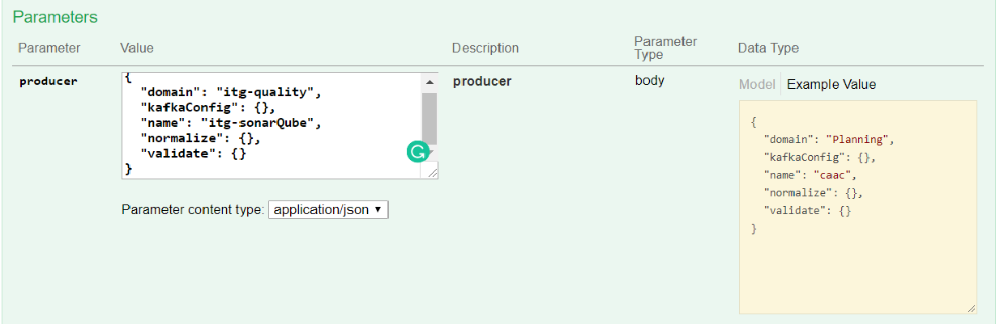 Parameters
Parameter Value Description Parameter Type Data Type
producer
{
"domain": "itg-quality",
"kafkaConfig": {},
"name": "itg-sonarQube",
"normalize": {},
"validate": {}
}
Parameter content type: application/json
producer
body
Model Example Value
{
"domain": "Planning",
"kafkaConfig": {},
"name": "caac",
"normalize": {},
"validate": {}
}